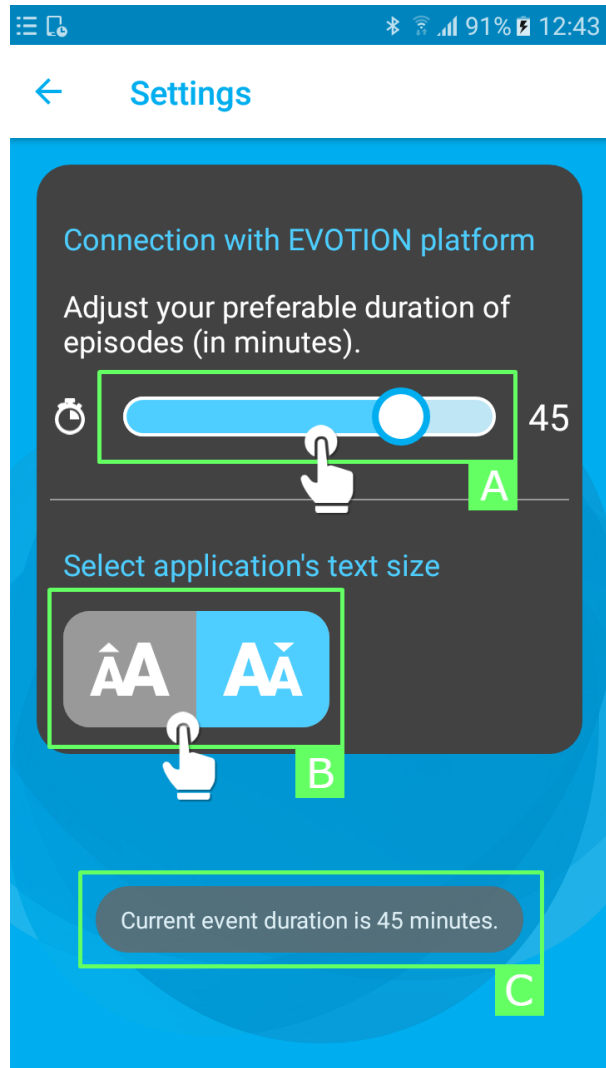 91% 12:43
Settings
Connection with EVOTION platform
Adjust your preferable duration of
episodes (in minutes).
45
A
Select application's text size
AA AA
B
Current event duration is 45 minutes.
C